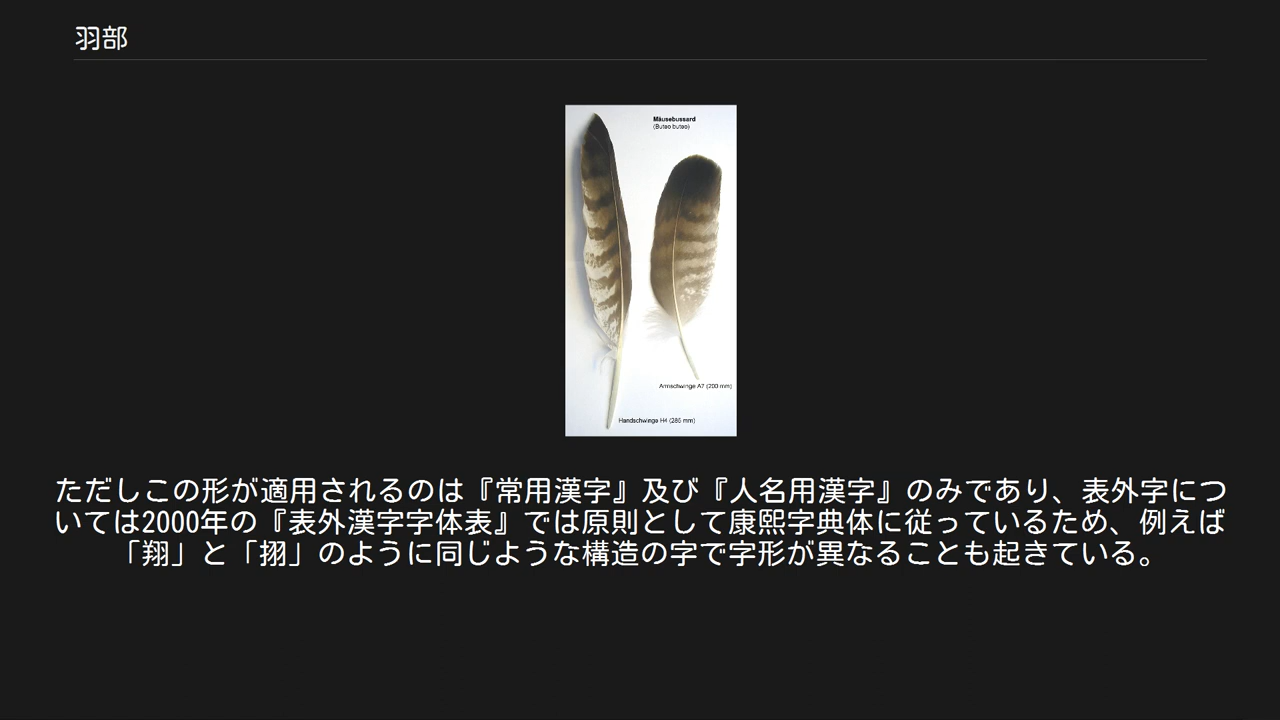 羽部
Mäusebussard
(Buteo buteo)
Armschwinge A7 (200 mm)
Handschwinge H4 (285 mm)
ただしこの形が適用されるのは『常用漢字』及び『人名用漢字』のみであり、表外字につ
いては2000年の『表外漢字字体表』では原則として康熙字典体に従っているため、例えば
「翔」と「挧」のように同じような構造の字で字形が異なることも起きている。